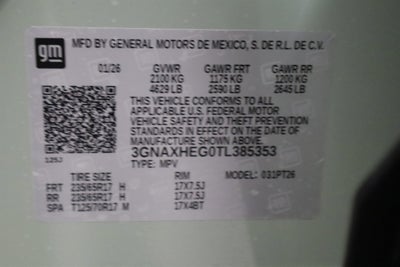 gm MFD BY GENERAL MOTORS DE MEXICO, S. DE R.L. DE C.V.
01/26 GVWR GAWR FRT GAWR RR
2100 KG 1175 KG 1200 KG
4629 LB 2590 LB 2645 LB
THIS VEHICLE CONFORMS TO ALL
APPLICABLE U.S. FEDERAL MOTOR
VEHICLE SAFETY AND THEFT PREVENTION
STANDARDS IN EFFECT ON THE DATE OF
MANUFACTURE SHOWN ABOVE.
3GNAXHEG0TL385353
125J TYPE: MPV
TIRE SIZE RIM MODEL: 031PT26
FRT 235/65R17 H 17X7.5J
RR 235/65R17 H 17X7.5J
SPA T125/70R17 M 17X4BT